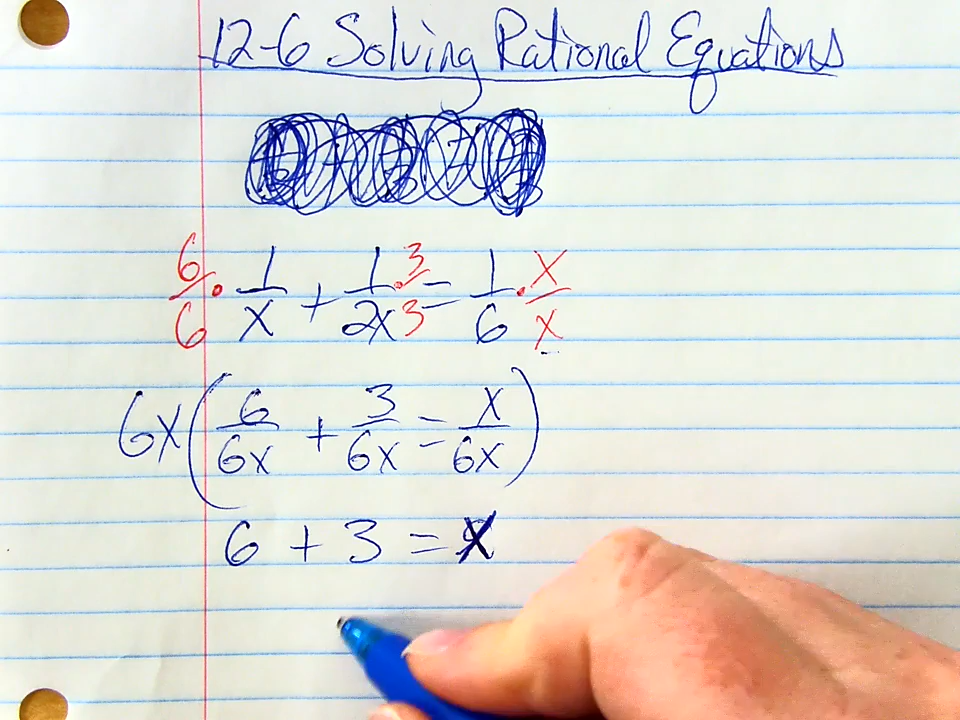 12-6 Solving Rational Equations
6/6 · 1/x + 1/2x · 3/3 = 1/6 · x/x
6x ( 6/6x + 3/6x = x/6x )
6 + 3 = x